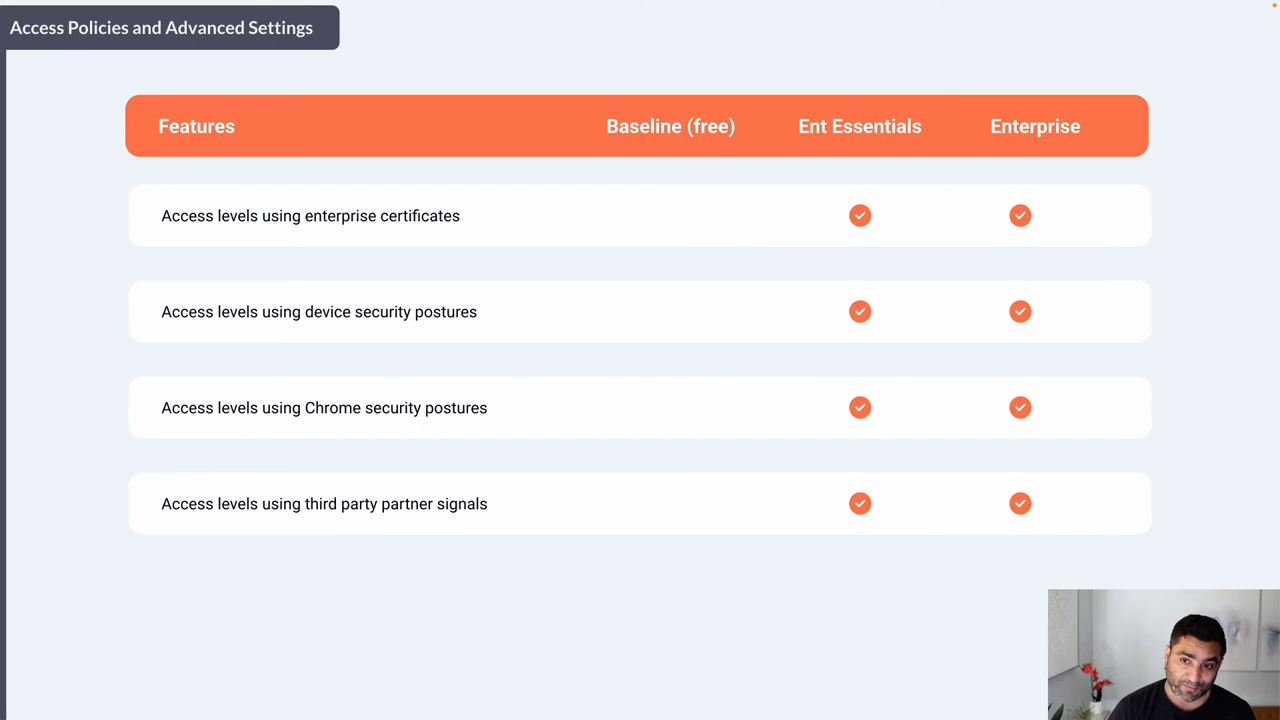 Access Policies and Advanced Settings
Features Baseline (free) Ent Essentials Enterprise
Access levels using enterprise certificates
Access levels using device security postures
Access levels using Chrome security postures
Access levels using third party partner signals